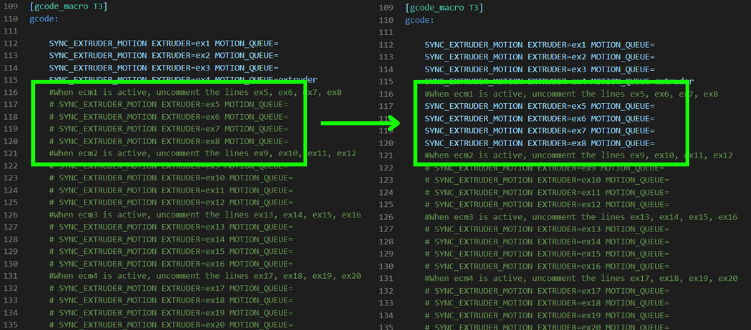 109 [gcode_macro T3]
110 gcode:
111
112 SYNC_EXTRUDER_MOTION EXTRUDER=ex1 MOTION_QUEUE=
113 SYNC_EXTRUDER_MOTION EXTRUDER=ex2 MOTION_QUEUE=
114 SYNC_EXTRUDER_MOTION EXTRUDER=ex3 MOTION_QUEUE=
115 SYNC_EXTRUDER_MOTION EXTRUDER=ex4 MOTION_QUEUE=extruder
116 #When ecm1 is active, uncomment the lines ex5, ex6, ex7, ex8
117 # SYNC_EXTRUDER_MOTION EXTRUDER=ex5 MOTION_QUEUE=
118 # SYNC_EXTRUDER_MOTION EXTRUDER=ex6 MOTION_QUEUE=
119 # SYNC_EXTRUDER_MOTION EXTRUDER=ex7 MOTION_QUEUE=
120 # SYNC_EXTRUDER_MOTION EXTRUDER=ex8 MOTION_QUEUE=
121 #When ecm2 is active, uncomment the lines ex9, ex10, ex11, ex12
122 # SYNC_EXTRUDER_MOTION EXTRUDER=ex9 MOTION_QUEUE=
123 # SYNC_EXTRUDER_MOTION EXTRUDER=ex10 MOTION_QUEUE=
124 # SYNC_EXTRUDER_MOTION EXTRUDER=ex11 MOTION_QUEUE=
125 # SYNC_EXTRUDER_MOTION EXTRUDER=ex12 MOTION_QUEUE=
126 #When ecm3 is active, uncomment the lines ex13, ex14, ex15, ex16
127 # SYNC_EXTRUDER_MOTION EXTRUDER=ex13 MOTION_QUEUE=
128 # SYNC_EXTRUDER_MOTION EXTRUDER=ex14 MOTION_QUEUE=
129 # SYNC_EXTRUDER_MOTION EXTRUDER=ex15 MOTION_QUEUE=
130 # SYNC_EXTRUDER_MOTION EXTRUDER=ex16 MOTION_QUEUE=
131 #When ecm4 is active, uncomment the lines ex17, ex18, ex19, ex20
132 # SYNC_EXTRUDER_MOTION EXTRUDER=ex17 MOTION_QUEUE=
133 # SYNC_EXTRUDER_MOTION EXTRUDER=ex18 MOTION_QUEUE=
134 # SYNC_EXTRUDER_MOTION EXTRUDER=ex19 MOTION_QUEUE=
135 # SYNC_EXTRUDER_MOTION EXTRUDER=ex20 MOTION_QUEUE=
109 [gcode_macro T3]
110 gcode:
111
112 SYNC_EXTRUDER_MOTION EXTRUDER=ex1 MOTION_QUEUE=
113 SYNC_EXTRUDER_MOTION EXTRUDER=ex2 MOTION_QUEUE=
114 SYNC_EXTRUDER_MOTION EXTRUDER=ex3 MOTION_QUEUE=
115 SYNC_EXTRUDER_MOTION EXTRUDER=ex4 MOTION_QUEUE=extruder
116 #When ecm1 is active, uncomment the lines ex5, ex6, ex7, ex8
117 SYNC_EXTRUDER_MOTION EXTRUDER=ex5 MOTION_QUEUE=
118 SYNC_EXTRUDER_MOTION EXTRUDER=ex6 MOTION_QUEUE=
119 SYNC_EXTRUDER_MOTION EXTRUDER=ex7 MOTION_QUEUE=
120 SYNC_EXTRUDER_MOTION EXTRUDER=ex8 MOTION_QUEUE=
121 #When ecm2 is active, uncomment the lines ex9, ex10, ex11, ex12
122 # SYNC_EXTRUDER_MOTION EXTRUDER=ex9 MOTION_QUEUE=
123 # SYNC_EXTRUDER_MOTION EXTRUDER=ex10 MOTION_QUEUE=
124 # SYNC_EXTRUDER_MOTION EXTRUDER=ex11 MOTION_QUEUE=
125 # SYNC_EXTRUDER_MOTION EXTRUDER=ex12 MOTION_QUEUE=
126 #When ecm3 is active, uncomment the lines ex13, ex14, ex15, ex16
127 # SYNC_EXTRUDER_MOTION EXTRUDER=ex13 MOTION_QUEUE=
128 # SYNC_EXTRUDER_MOTION EXTRUDER=ex14 MOTION_QUEUE=
129 # SYNC_EXTRUDER_MOTION EXTRUDER=ex15 MOTION_QUEUE=
130 # SYNC_EXTRUDER_MOTION EXTRUDER=ex16 MOTION_QUEUE=
131 #When ecm4 is active, uncomment the lines ex17, ex18, ex19, ex20
132 # SYNC_EXTRUDER_MOTION EXTRUDER=ex17 MOTION_QUEUE=
133 # SYNC_EXTRUDER_MOTION EXTRUDER=ex18 MOTION_QUEUE=
134 # SYNC_EXTRUDER_MOTION EXTRUDER=ex19 MOTION_QUEUE=
135 # SYNC_EXTRUDER_MOTION EXTRUDER=ex20 MOTION_QUEUE=